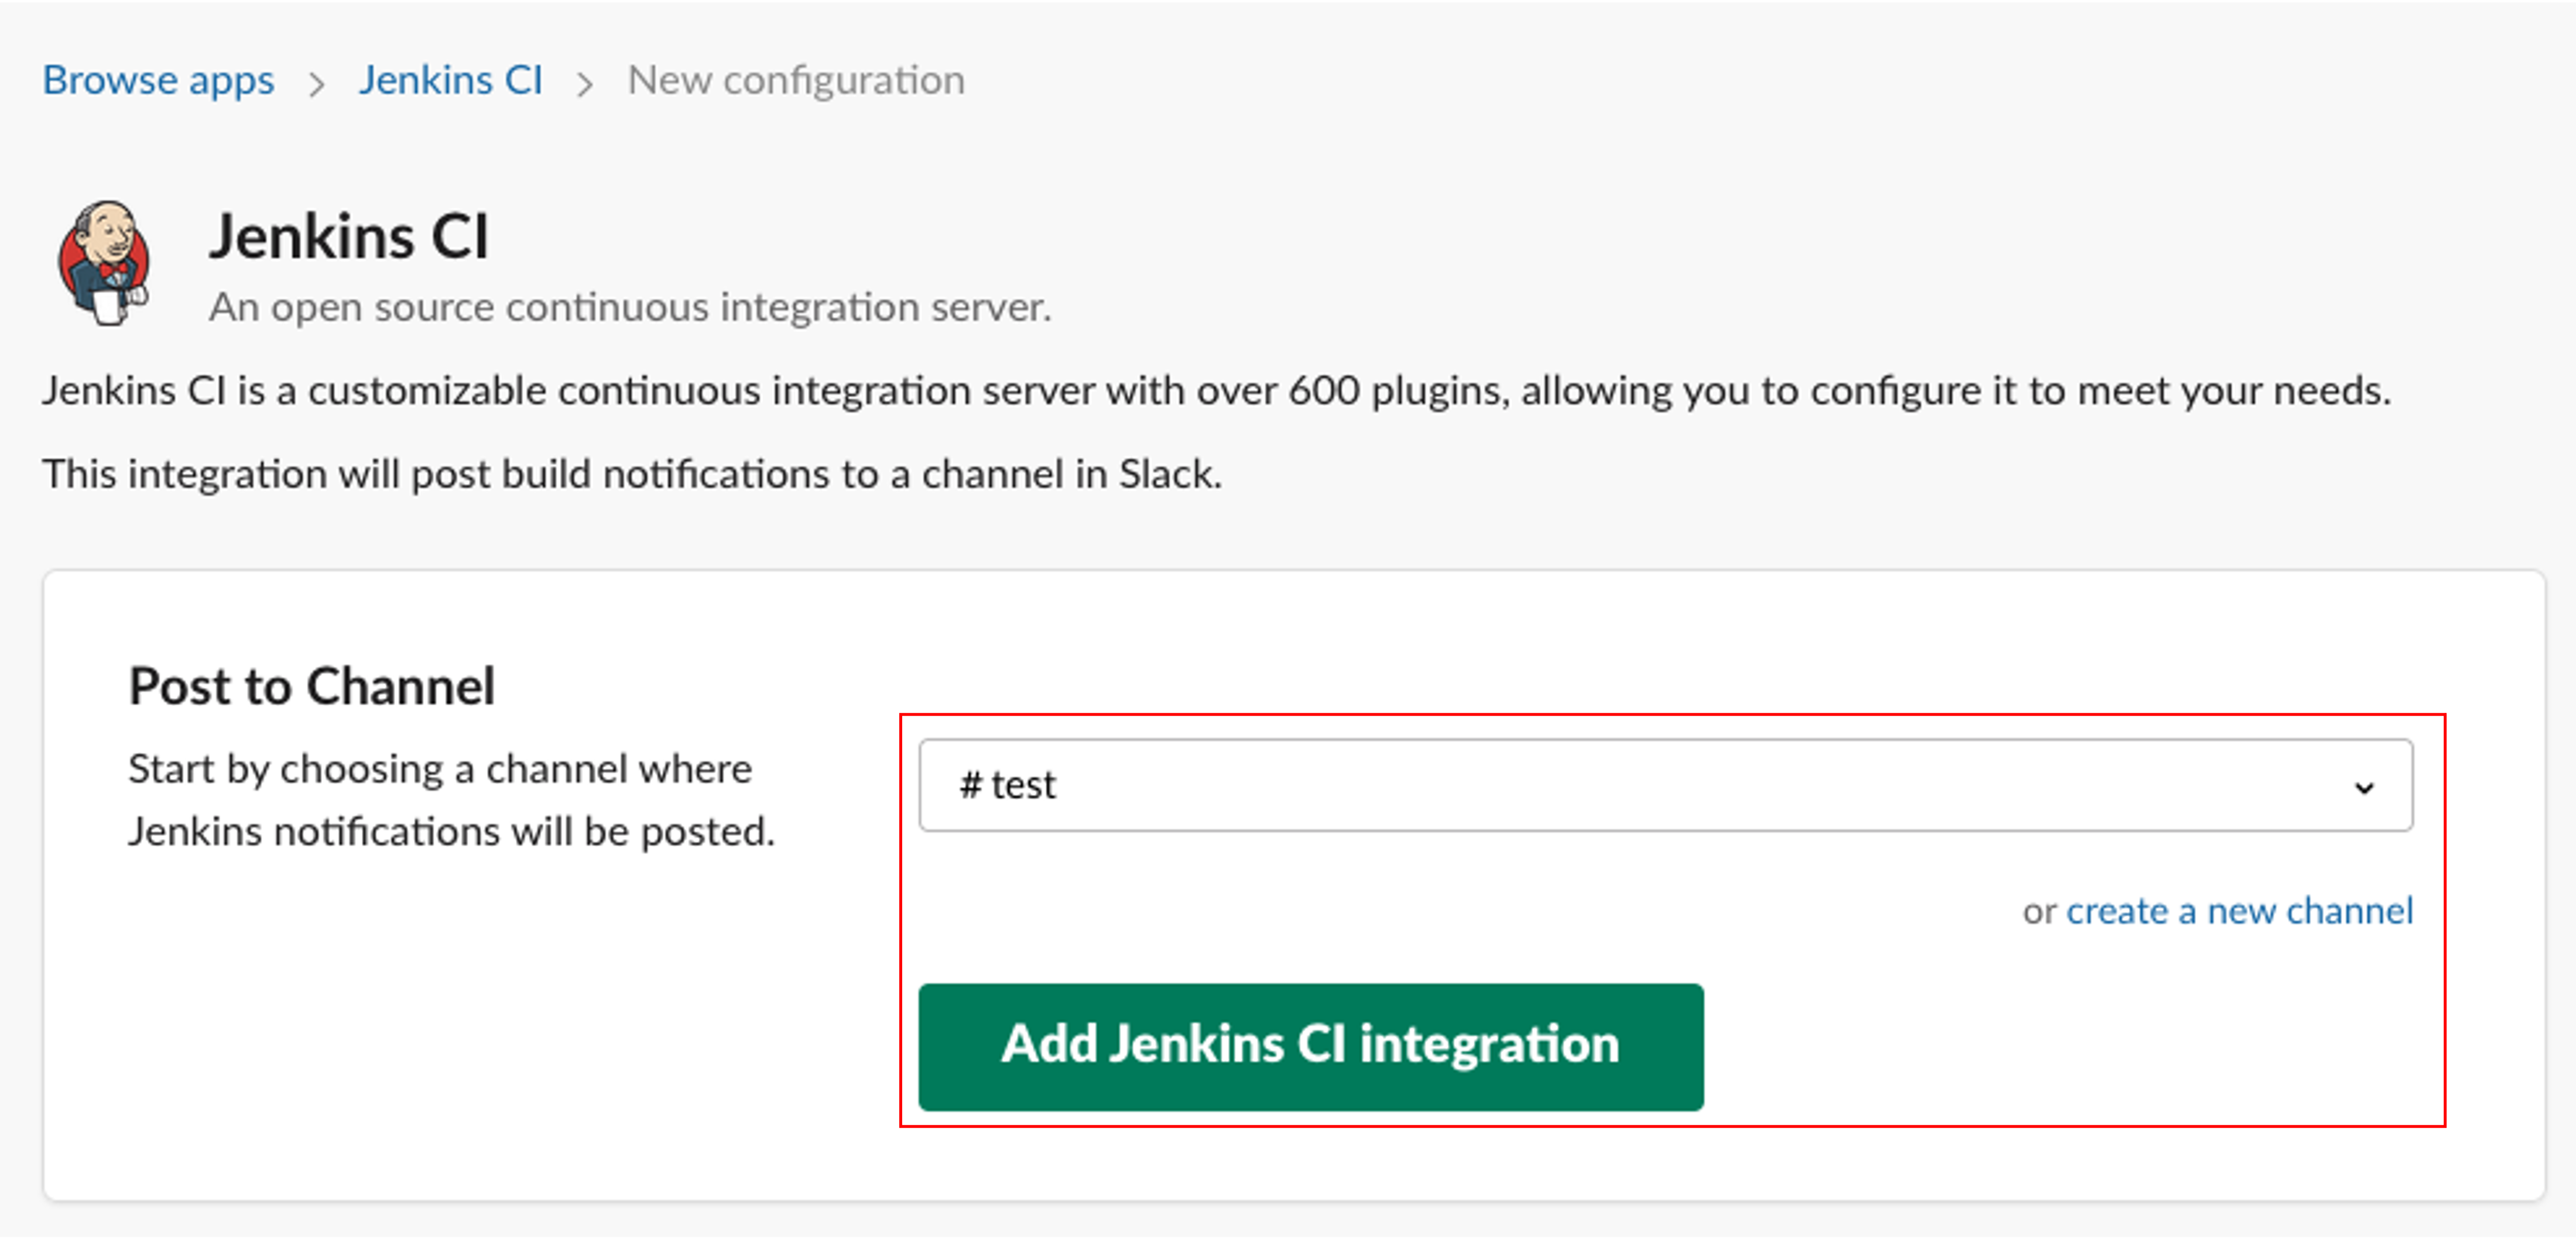 Browse apps > Jenkins CI > New configuration
Jenkins CI
An open source continuous integration server.
Jenkins CI is a customizable continuous integration server with over 600 plugins, allowing you to configure it to meet your needs.
This integration will post build notifications to a channel in Slack.
Post to Channel
Start by choosing a channel where
Jenkins notifications will be posted.
# test
or create a new channel
Add Jenkins CI integration